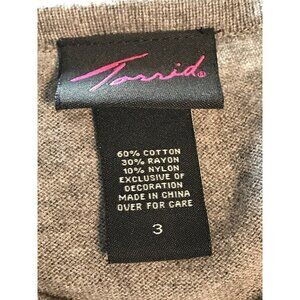 Torrid®
60% COTTON
30% RAYON
10% NYLON
EXCLUSIVE OF
DECORATION
MADE IN CHINA
OVER FOR CARE
3